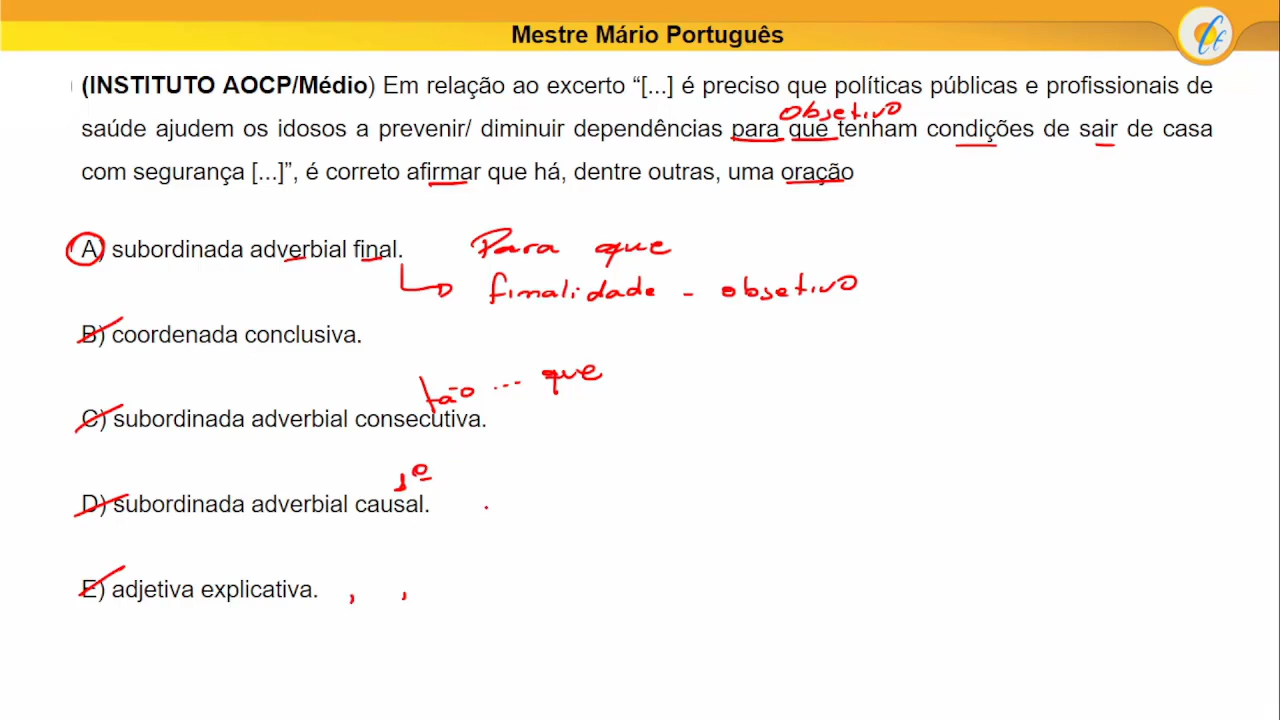 Mestre Mário Português
(INSTITUTO AOCP/Médio) Em relação ao excerto “[...] é preciso que políticas públicas e profissionais de
objetivo
saúde ajudem os idosos a prevenir/ diminuir dependências para que tenham condições de sair de casa
com segurança [...]”, é correto afirmar que há, dentre outras, uma oração
A) subordinada adverbial final. Para que
finalidade - objetivo
B) coordenada conclusiva.
tão ... que
C) subordinada adverbial consecutiva.
1º
D) subordinada adverbial causal.
E) adjetiva explicativa. , ,